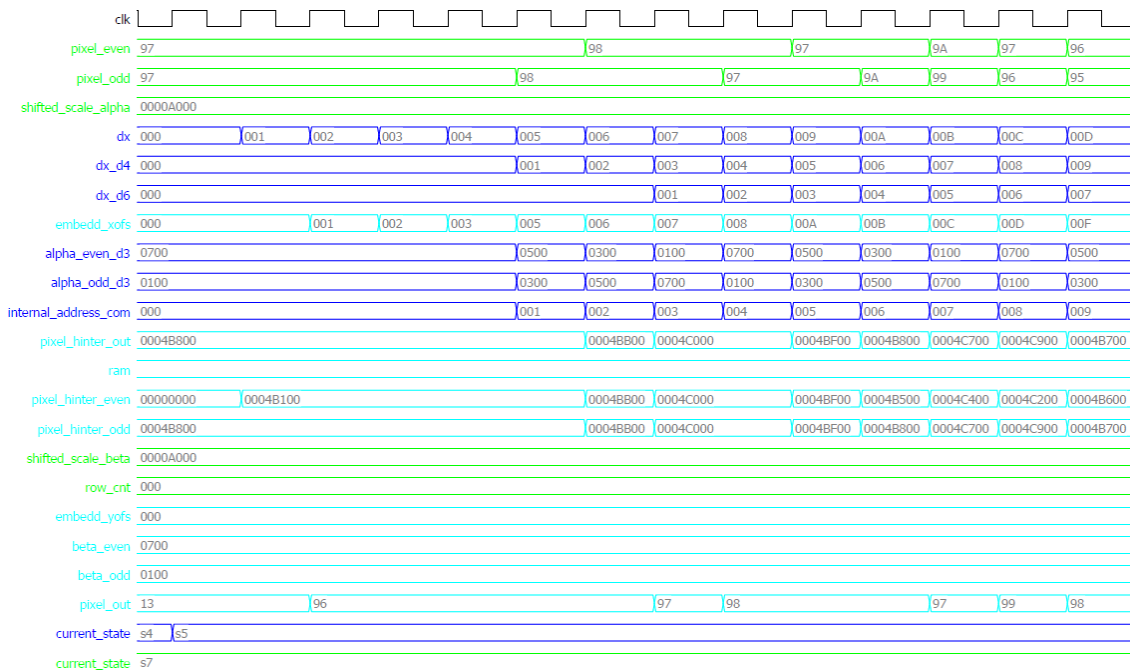 clk
pixel_even 97 98 97 9A 97 96
pixel_odd 97 98 97 9A 99 96 95
shifted_scale_alpha 0000A000
dx 000 001 002 003 004 005 006 007 008 009 00A 00B 00C 00D
dx_d4 000 001 002 003 004 005 006 007 008 009
dx_d6 000 001 002 003 004 005 006 007
embedd_xofs 000 001 002 003 005 006 007 008 00A 00B 00C 00D 00F
alpha_even_d3 0700 0500 0300 0100 0700 0500 0300 0100 0700 0500
alpha_odd_d3 0100 0300 0500 0700 0100 0300 0500 0700 0100 0300
internal_address_com 000 001 002 003 004 005 006 007 008 009
pixel_hinter_out 0004B800 0004BB00 0004C000 0004BF00 0004B800 0004C700 0004C900 0004B700
ram
pixel_hinter_even 00000000 0004B100 0004BB00 0004C000 0004BF00 0004B500 0004C400 0004C200 0004B600
pixel_hinter_odd 0004B800 0004BB00 0004C000 0004BF00 0004B800 0004C700 0004C900 0004B700
shifted_scale_beta 0000A000
row_cnt 000
embedd_yofs 000
beta_even 0700
beta_odd 0100
pixel_out 13 96 97 98 97 99 98
current_state s4 s5
current_state s7